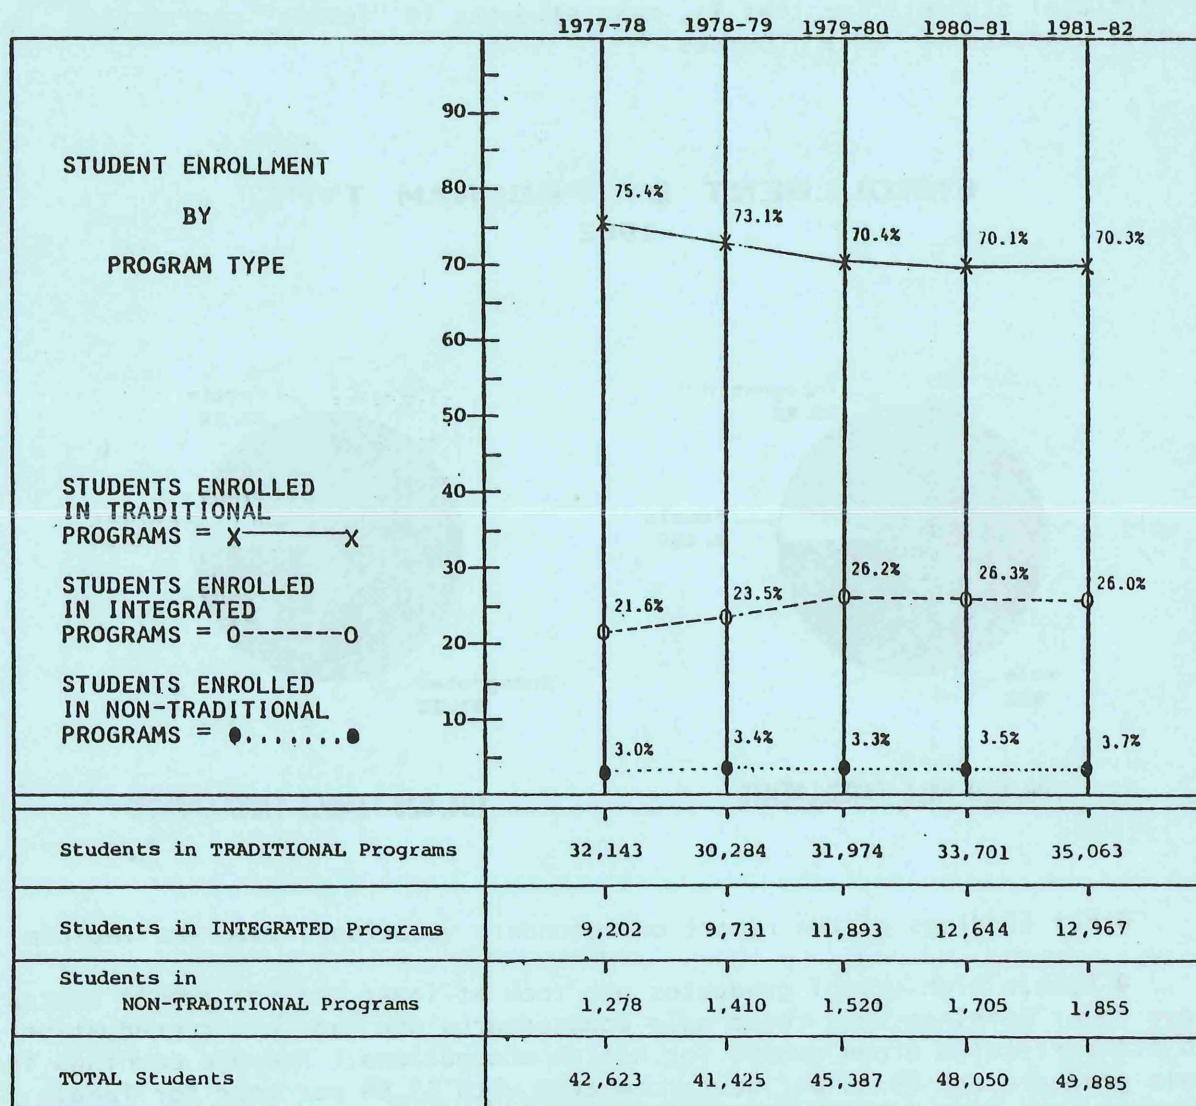 1977-78 1978-79 1979-80 1980-81 1981-82
STUDENT ENROLLMENT
BY
PROGRAM TYPE
90
80
70
60
50
40
30
20
10
75.4% 73.1% 70.4% 70.1% 70.3%
STUDENTS ENROLLED
IN TRADITIONAL
PROGRAMS = X———X
STUDENTS ENROLLED
IN INTEGRATED
PROGRAMS = O------O
STUDENTS ENROLLED
IN NON-TRADITIONAL
PROGRAMS = ●.......●
21.6% 23.5% 26.2% 26.3% 26.0%
3.0% 3.4% 3.3% 3.5% 3.7%
Students in TRADITIONAL Programs 32,143 30,284 31,974 33,701 35,063
Students in INTEGRATED Programs 9,202 9,731 11,893 12,644 12,967
Students in
NON-TRADITIONAL Programs 1,278 1,410 1,520 1,705 1,855
TOTAL Students 42,623 41,425 45,387 48,050 49,885